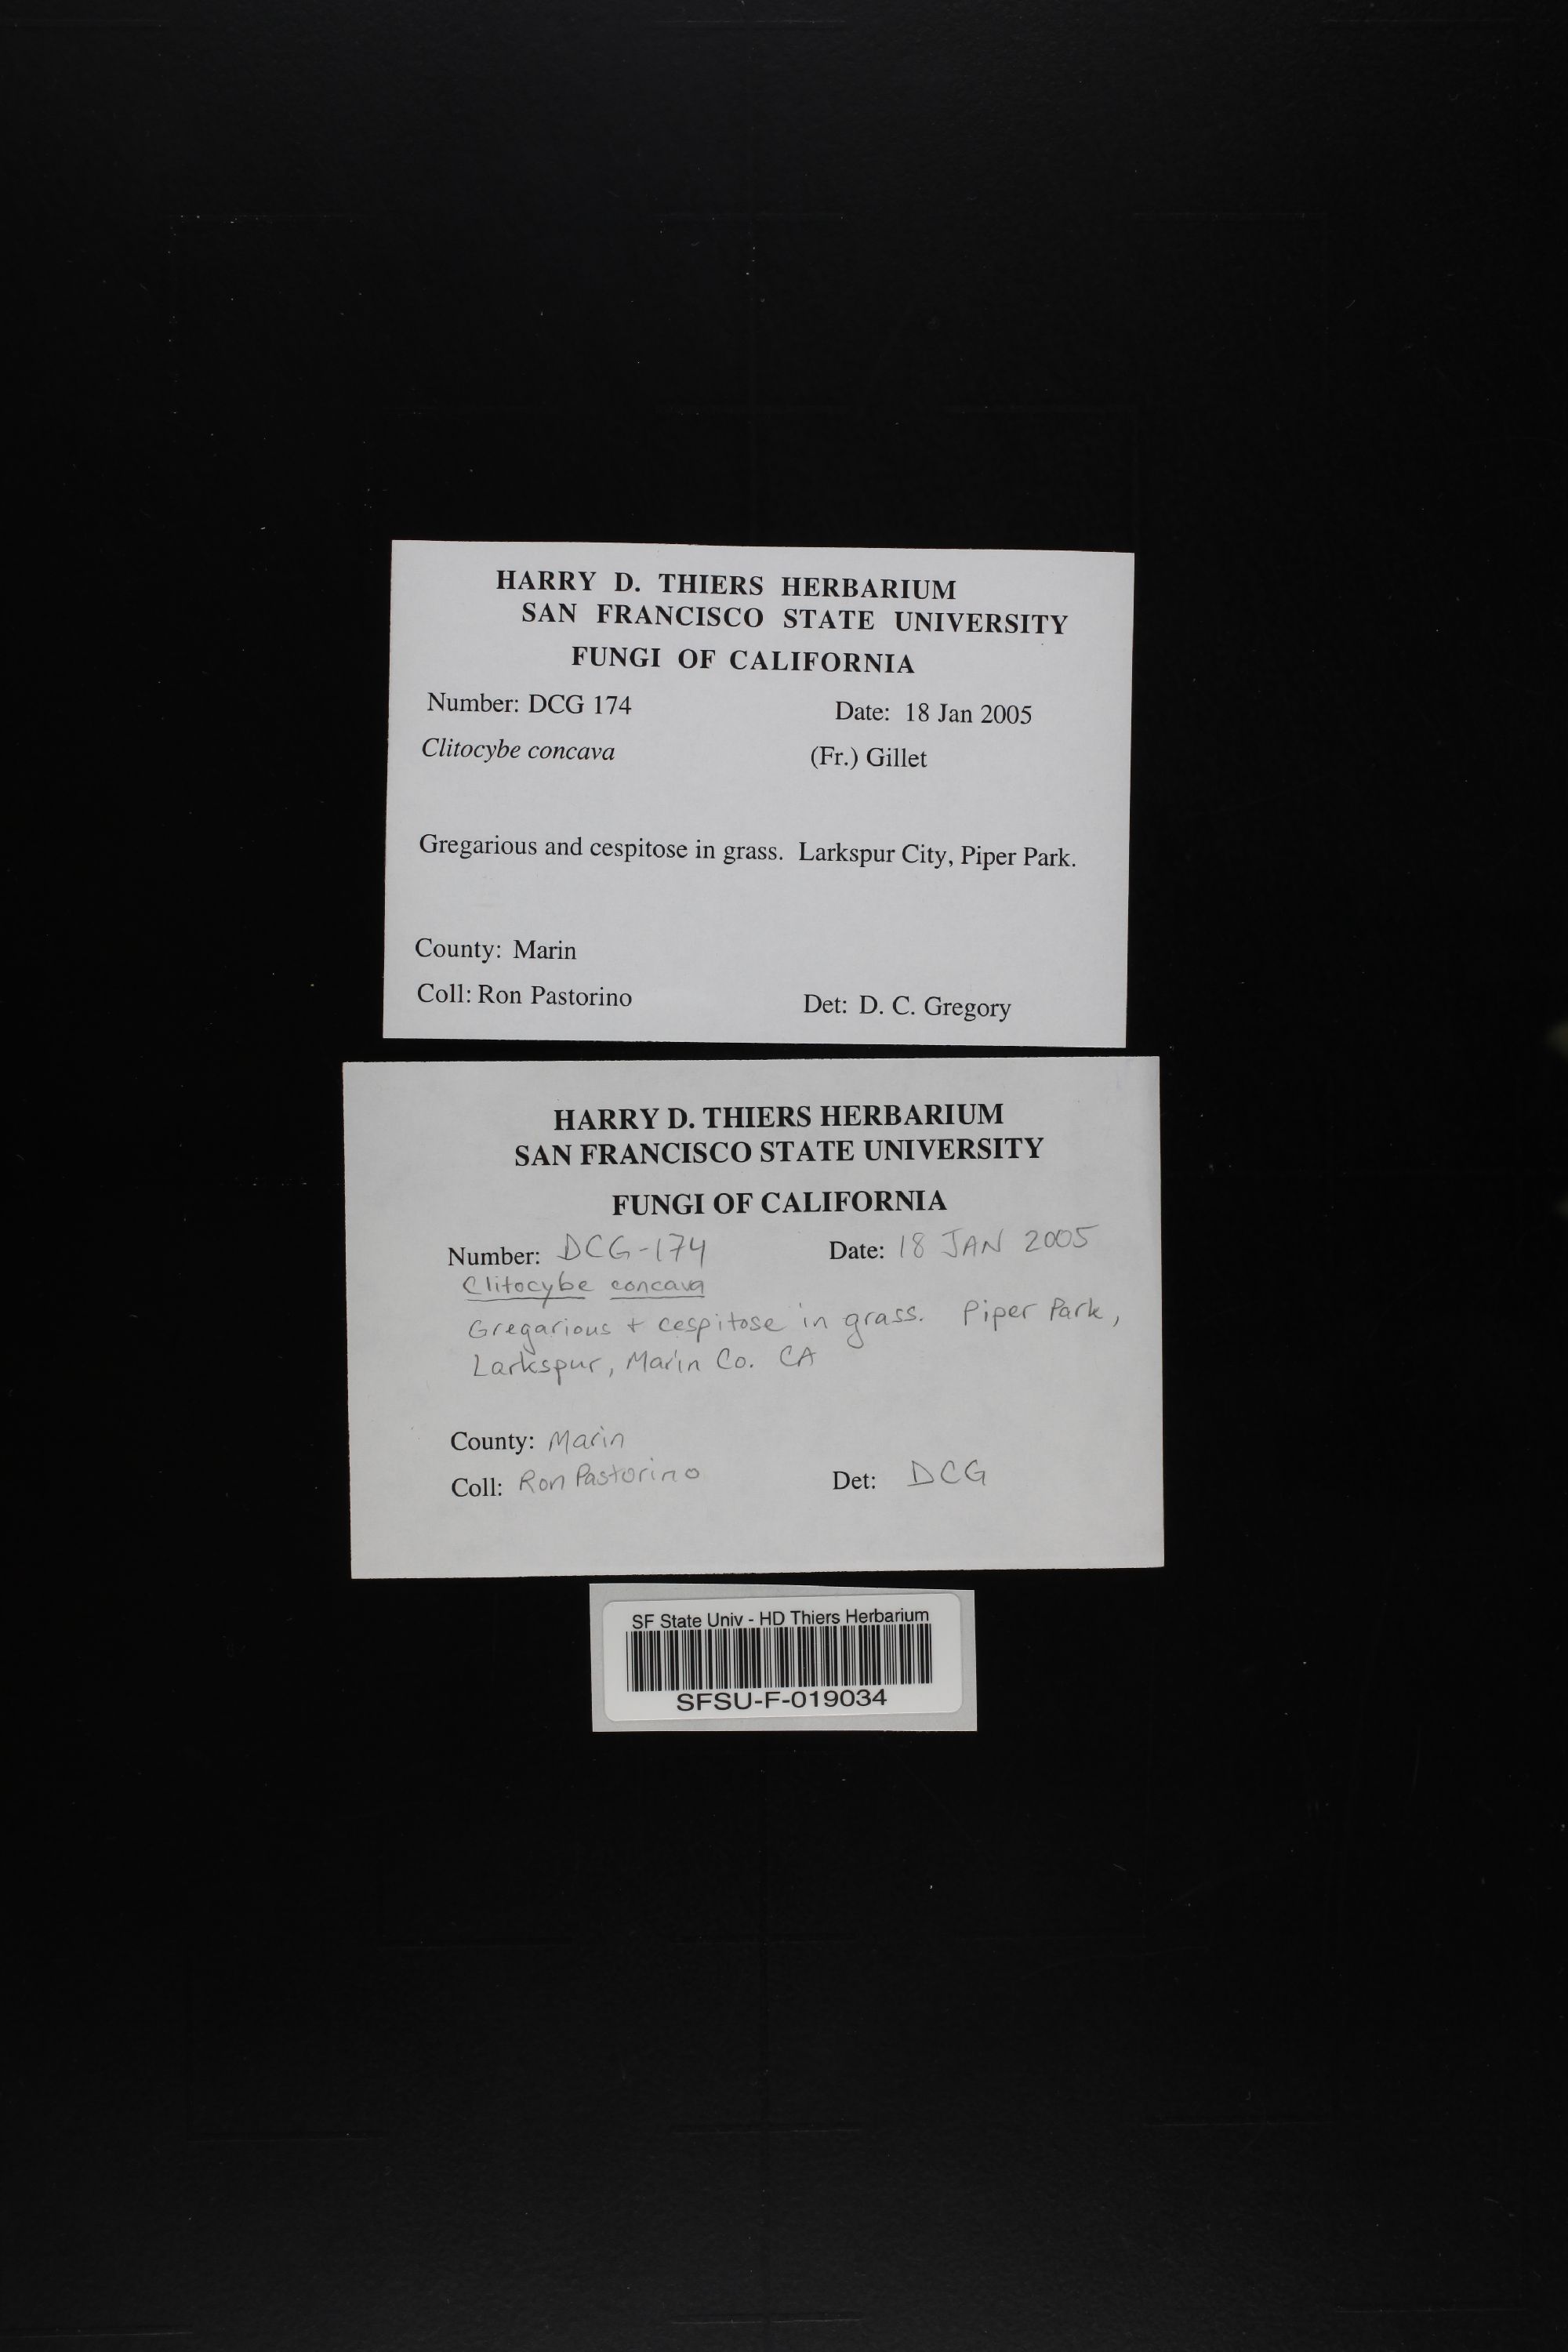 HARRY D. THIERS HERBARIUM
SAN FRANCISCO STATE UNIVERSITY
FUNGI OF CALIFORNIA
Number: DCG 174 Date: 18 Jan 2005
Clitocybe concava (Fr.) Gillet
Gregarious and cespitose in grass. Larkspur City, Piper Park.
County: Marin
Coll: Ron Pastorino Det: D. C. Gregory
HARRY D. THIERS HERBARIUM
SAN FRANCISCO STATE UNIVERSITY
FUNGI OF CALIFORNIA
Number: DCG-174 Date: 18 JAN 2005
Clitocybe concava
Gregarious + cespitose in grass. Piper Park,
Larkspur, Marin Co. CA
County: Marin
Coll: Ron Pastorino Det: DCG
SF State Univ - HD Thiers Herbarium
SFSU-F-019034